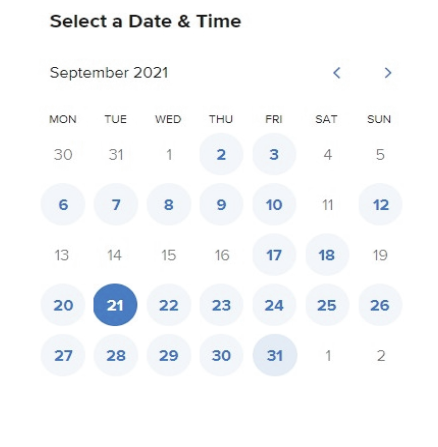 Select a Date & Time
September 2021
MON TUE WED THU FRI SAT SUN
30 31 1 2 3 4 5
6 7 8 9 10 11 12
13 14 15 16 17 18 19
20 21 22 23 24 25 26
27 28 29 30 31 1 2